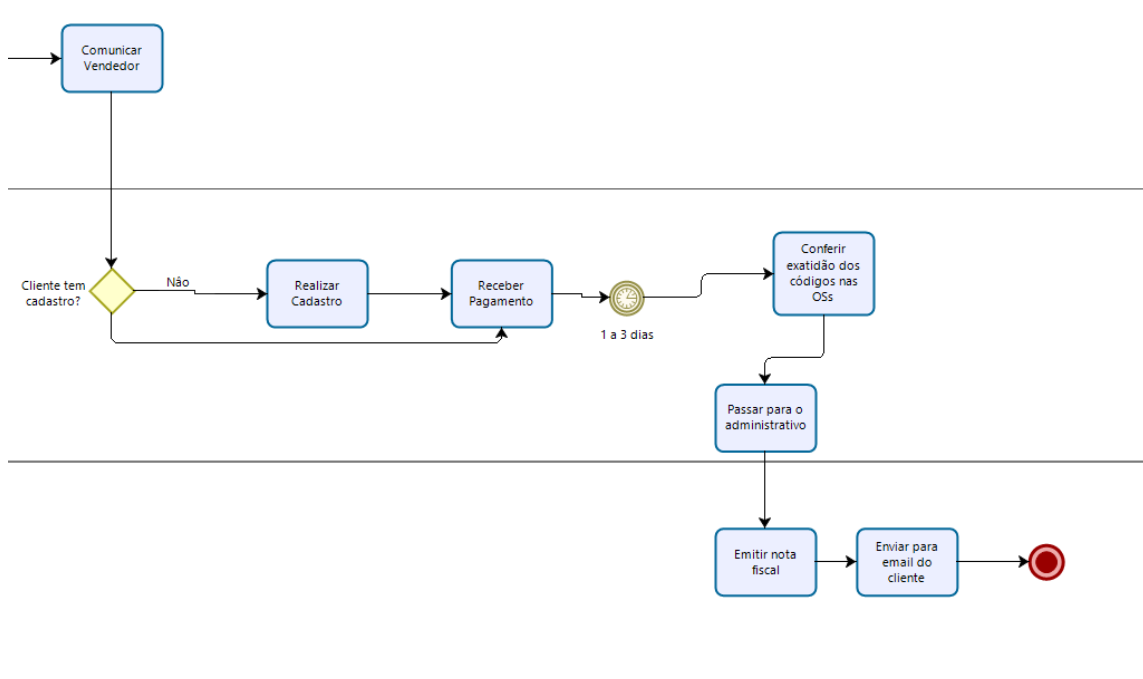 Comunicar
Vendedor
Cliente tem
cadastro?
Nâo
Realizar
Cadastro
Receber
Pagamento
1 a 3 dias
Conferir
exatidão dos
códigos nas
OSs
Passar para o
administrativo
Emitir nota
fiscal
Enviar para
email do
cliente